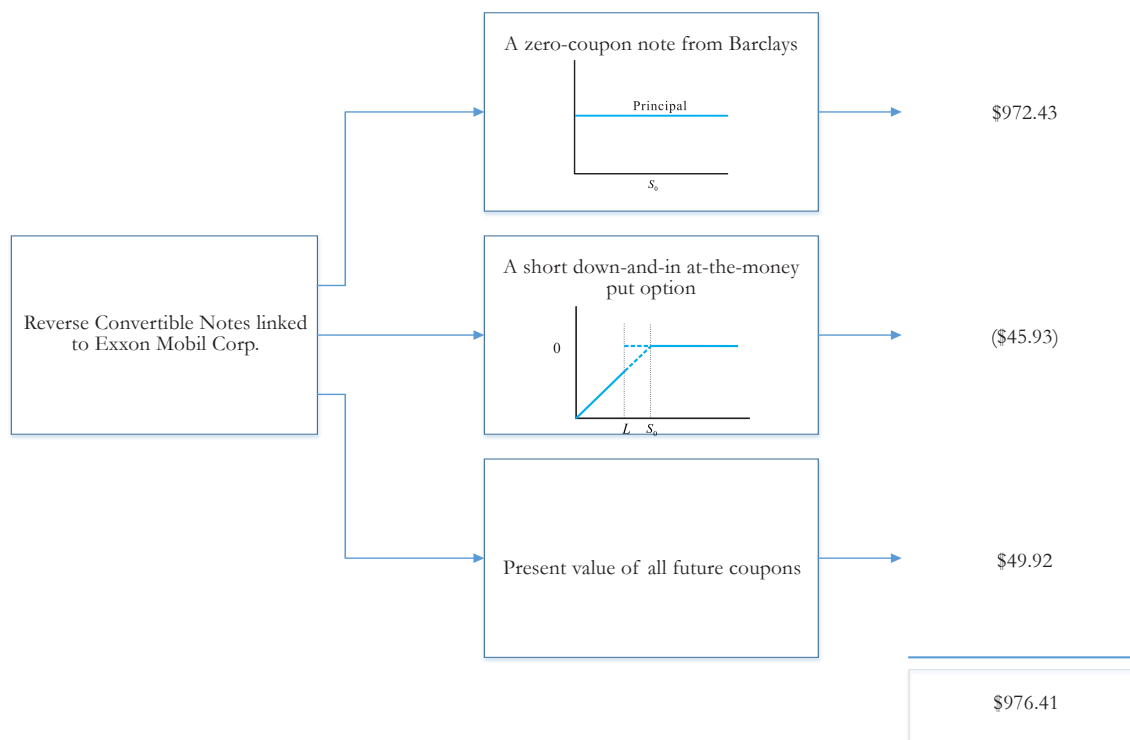 A zero-coupon note from Barclays
Principal
S₀
$972.43
Reverse Convertible Notes linked
to Exxon Mobil Corp.
A short down-and-in at-the-money
put option
0
L S₀
($45.93)
Present value of all future coupons
$49.92
$976.41